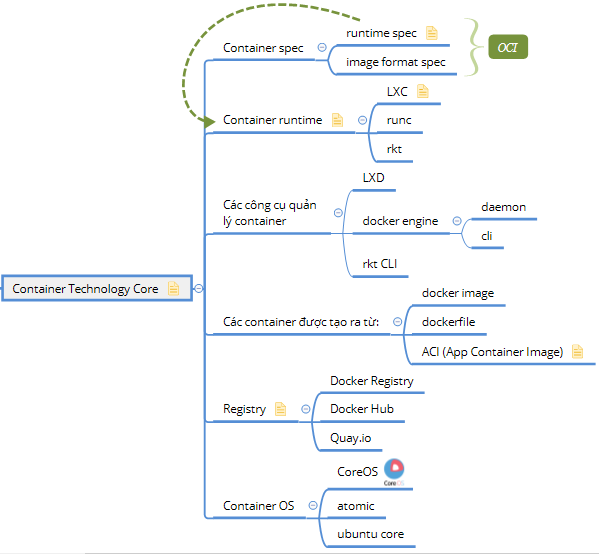 Container Technology Core
Container spec
runtime spec
image format spec
OCI
Container runtime
LXC
runc
rkt
Các công cụ quản
lý container
LXD
docker engine
daemon
cli
rkt CLI
Các container được tạo ra từ:
docker image
dockerfile
ACI (App Container Image)
Registry
Docker Registry
Docker Hub
Quay.io
Container OS
CoreOS
CoreOS
atomic
ubuntu core